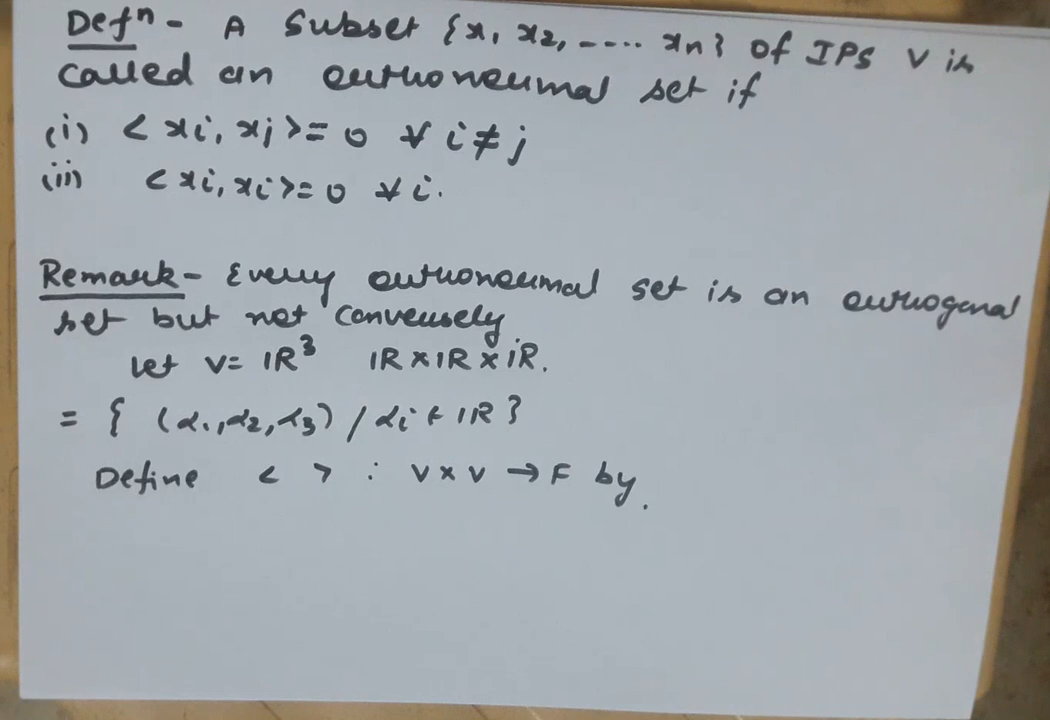 Defⁿ- A Subset {x₁ x₂, ---- xₙ} of IPS V is
called an orthonormal set if
(i) <xi, xj>=0 ∀ i≠j
(ii) <xi, xi>=0 ∀ i.
Remark- Every orthonormal set is an orthogonal
set but not conversely
let V= IR³ IR×IR×IR.
= { (α₁,α₂,α₃) / αi ∈ IR }
Define < > : V×V → F by.